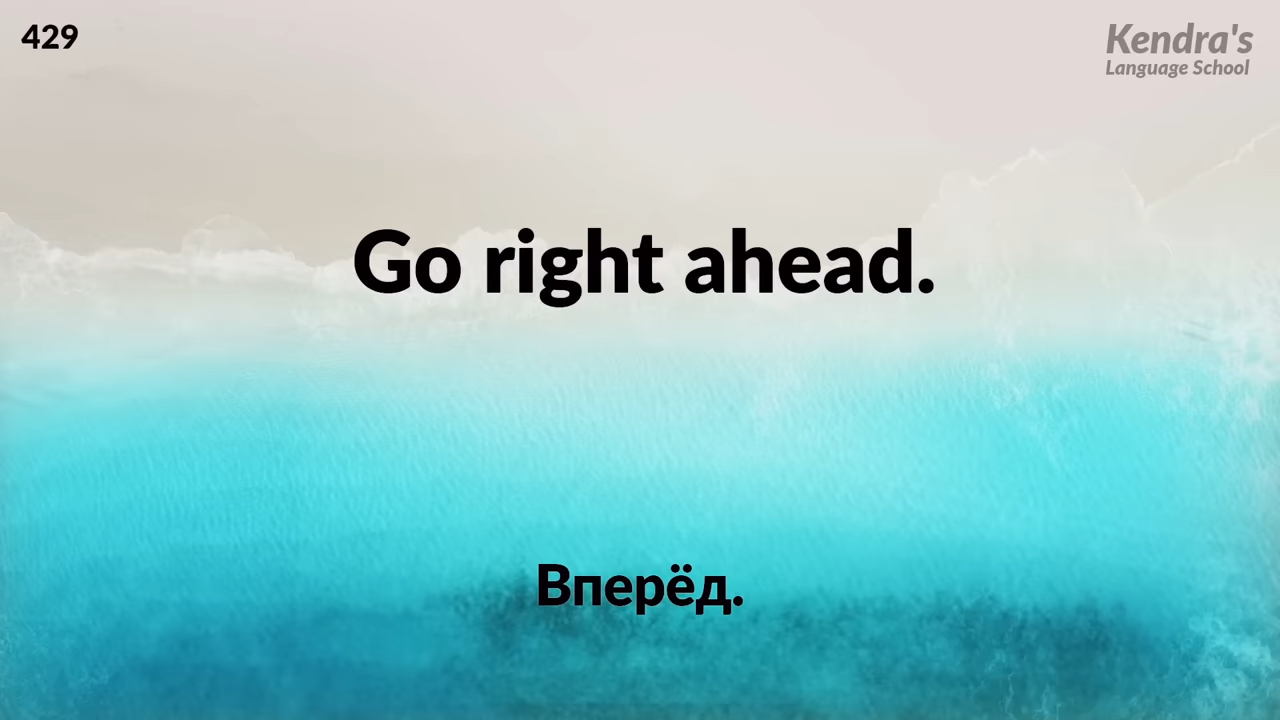 429
Kendra's
Language School
Go right ahead.
Вперёд.